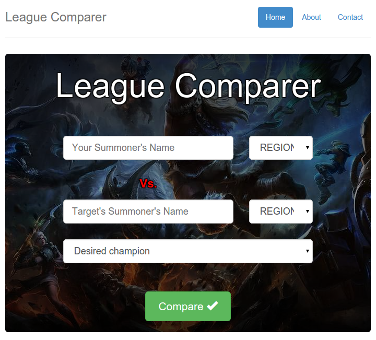 League Comparer
Home About Contact
League Comparer
Your Summoner's Name REGION
Vs.
Target's Summoner's Name REGION
Desired champion
Compare ✔